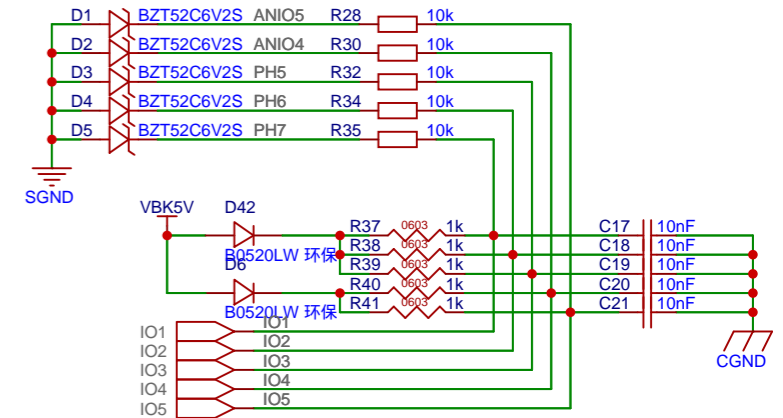 D1 BZT52C6V2S ANIO5 R28 10k
D2 BZT52C6V2S ANIO4 R30 10k
D3 BZT52C6V2S PH5 R32 10k
D4 BZT52C6V2S PH6 R34 10k
D5 BZT52C6V2S PH7 R35 10k
SGND
VBK5V D42
R37 0603 1k C17 10nF
B0520LW 环保 R38 0603 1k C18 10nF
D6 R39 0603 1k C19 10nF
R40 0603 1k C20 10nF
B0520LW 环保 R41 0603 1k C21 10nF
IO1 IO1
IO2 IO2
IO3 IO3
IO4 IO4
IO5 IO5
CGND